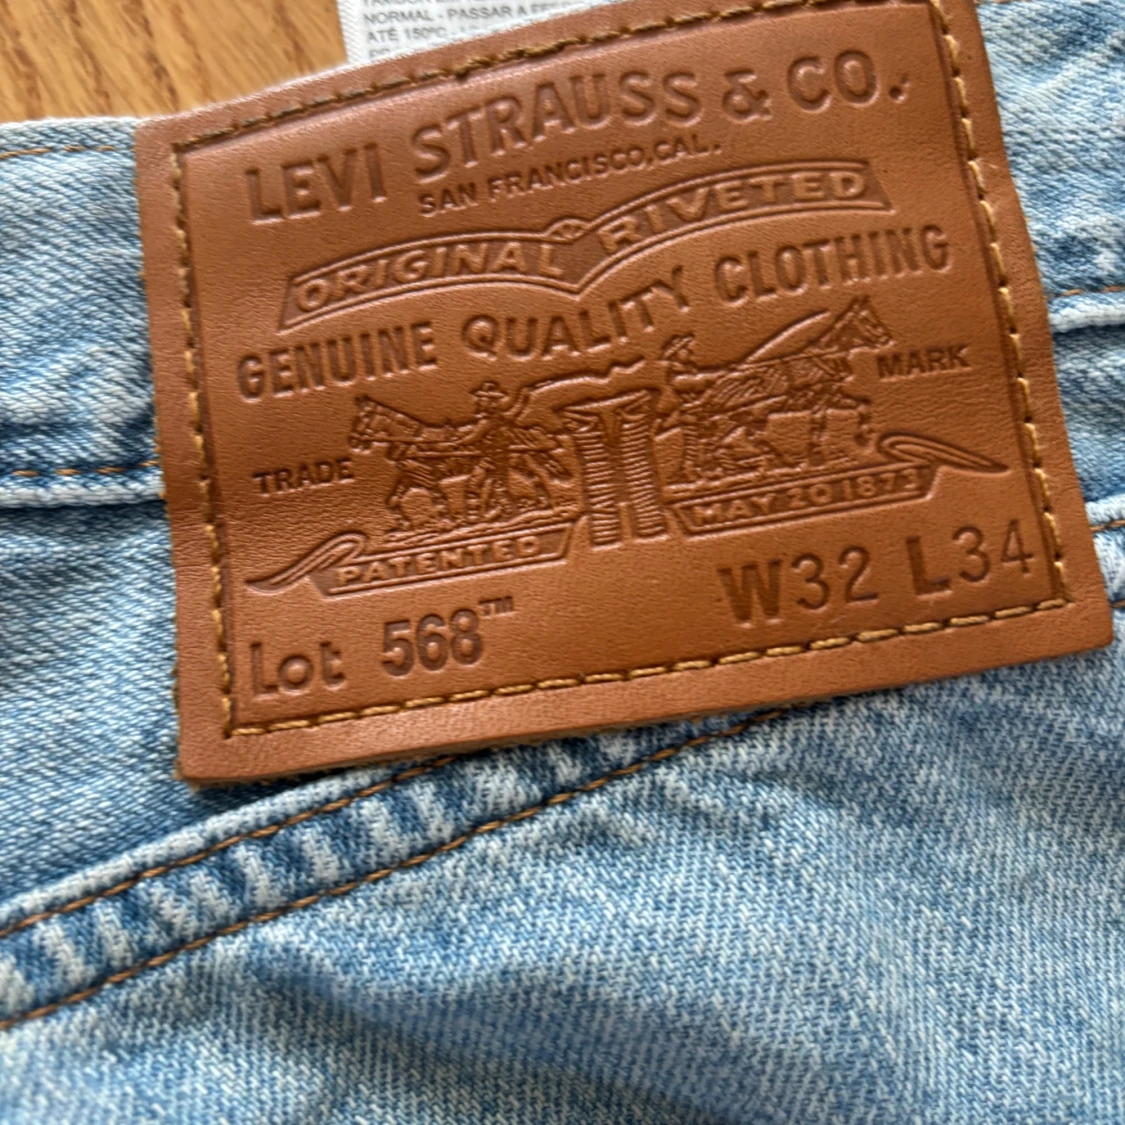 NORMAL - PASSAR A
ATÉ 150°C
LEVI STRAUSS & CO.
SAN FRANCISCO, CAL.
ORIGINAL RIVETED
GENUINE QUALITY CLOTHING
TRADE MARK
PATENTED MAY 20 1873
Lot 568™ W32 L34